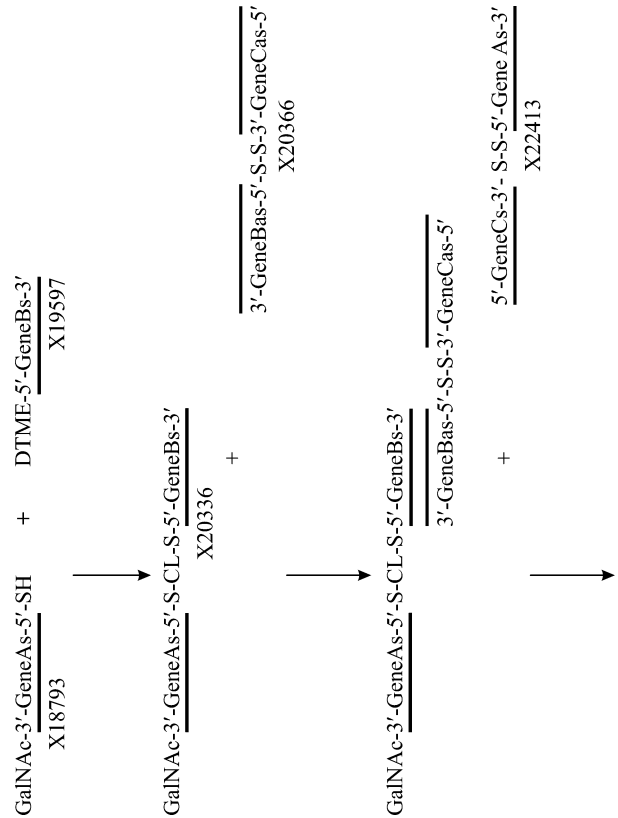 GalNAc-3′-GeneAs-5′-SH + DTME-5′-GeneBs-3′
X18793 X19597
GalNAc-3′-GeneAs-5′-S-CL-S-5′-GeneBs-3′
X20336
+
3′-GeneBas-5′-S-S-3′-GeneCas-5′
X20366
GalNAc-3′-GeneAs-5′-S-CL-S-5′-GeneBs-3′
3′-GeneBas-5′-S-S-3′-GeneCas-5′
+
5′-GeneCs-3′- S-S-5′-Gene As-3′
X22413